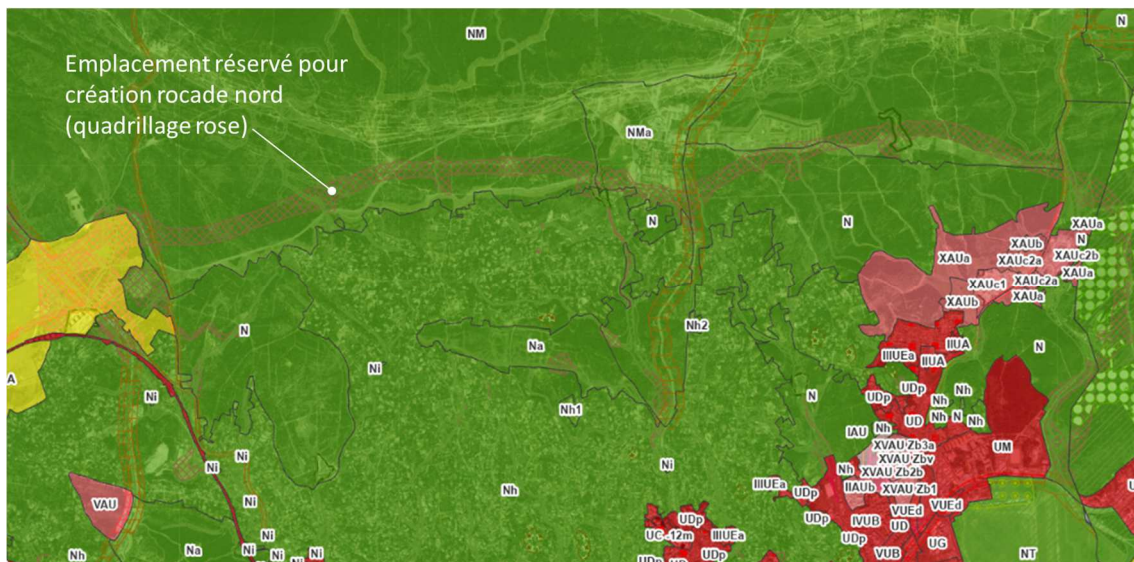 NM
N
Emplacement réservé pour
création rocade nord
(quadrillage rose)
NMa
N
N
XAUa
XAUb
N
XAUa
XAUc2a
XAUc2b
XAUa
XAUc1
XAUc2a
XAUb
XAUa
N
Nh2
Na
IIUA
N
IIIUEa
IIUA
Ni
A
Ni
UDp
UDp
Nh
N
Nh
Nh1
Nh
N
Nh
UD
IAU
Nh
XVAU Zb3a
UM
XVAU Zbv
Ni
Ni
Ni
Nh
XVAU Zb2b
Nh
IIIUEa
UDp
IIAUb
XVAU Zb1
Ni
VAU
VUEd
VUEd
UDp
IVUB
UD
UDp
UC .12m
IIIUEa
Ni
UDp
UG
Nh
Na
Ni
Ni
Ni
Ni
UDp
UDp
VUB
NT